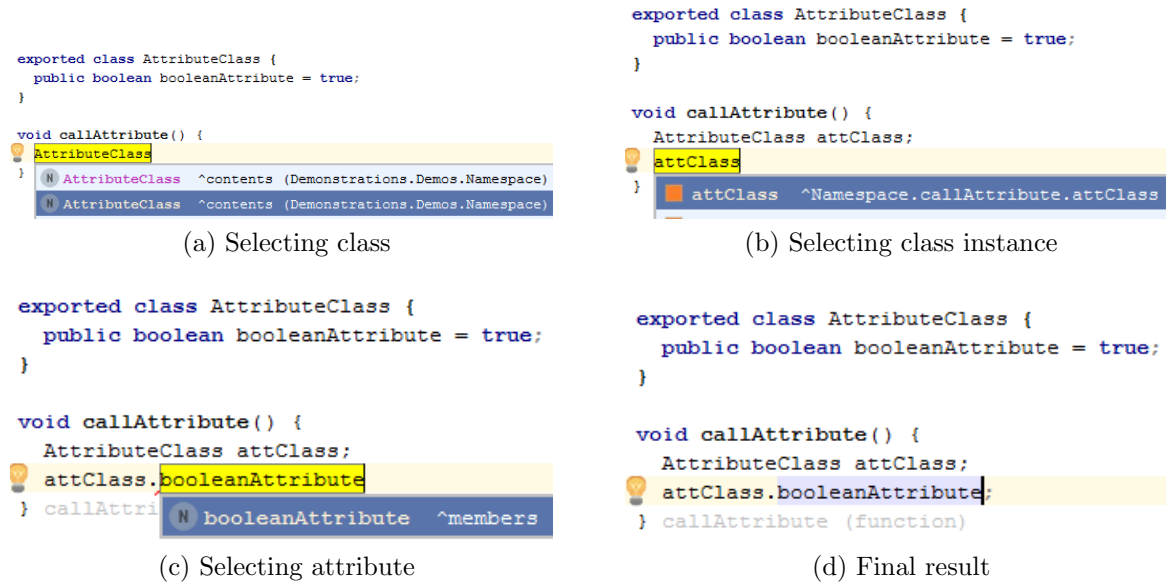 exported class AttributeClass {
public boolean booleanAttribute = true;
}
void callAttribute() {
AttributeClass
}
N AttributeClass ^contents (Demonstrations.Demos.Namespace)
N AttributeClass ^contents (Demonstrations.Demos.Namespace)
(a) Selecting class
exported class AttributeClass {
public boolean booleanAttribute = true;
}
void callAttribute() {
AttributeClass attClass;
attClass
}
attClass ^Namespace.callAttribute.attClass
(b) Selecting class instance
exported class AttributeClass {
public boolean booleanAttribute = true;
}
void callAttribute() {
AttributeClass attClass;
attClass.booleanAttribute
} callAttri
N booleanAttribute ^members
(c) Selecting attribute
exported class AttributeClass {
public boolean booleanAttribute = true;
}
void callAttribute() {
AttributeClass attClass;
attClass.booleanAttribute;
} callAttribute (function)
(d) Final result